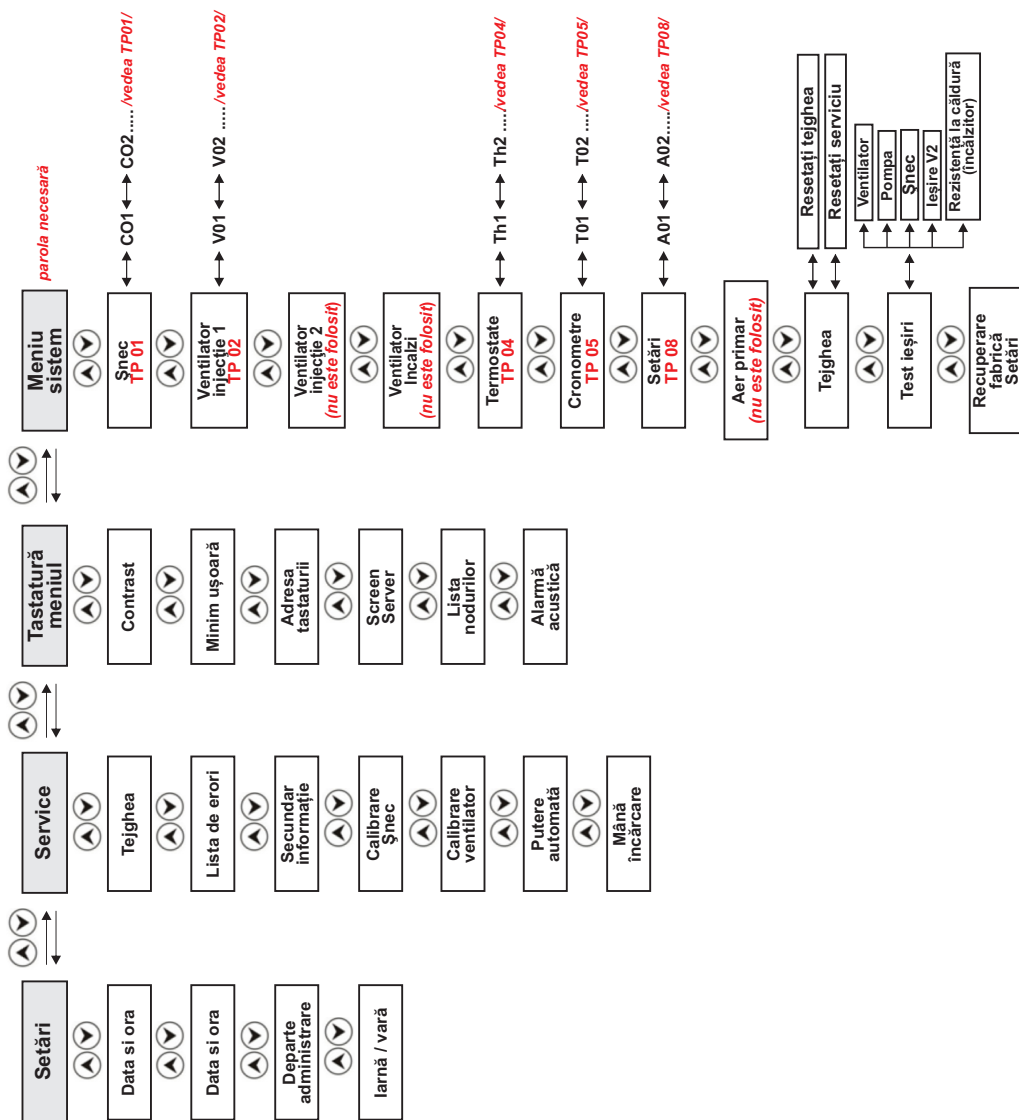 Setări
Data si ora
Data si ora
Departe
administrare
Iarnă / vară
Service
Tejghea
Lista de erori
Secundar
informație
Calibrare
Șnec
Calibrare
ventilator
Putere
automată
Mână
încărcare
Tastatură
meniul
Contrast
Minim ușoară
Adresa
tastaturii
Screen
Server
Lista
nodurilor
Alarmă
acustică
Meniu
sistem
parola necesară
Șnec
TP 01
CO1
CO2 ...../vedea TP01/
Ventilator
injecție 1
TP 02
V01
V02 ...../vedea TP02/
Ventilator
injecție 2
(nu este folosit)
Ventilator
Incalzi
(nu este folosit)
Termostate
TP 04
Th1
Th2 ...../vedea TP04/
Cronometre
TP 05
T01
T02 ...../vedea TP05/
Setări
TP 08
A01
A02...../vedea TP08/
Aer primar
(nu este folosit)
Tejghea
Resetați tejghea
Resetați serviciu
Test ieșiri
Ventilator
Pompa
Șnec
Ieșire V2
Rezistență la căldură
(încălzitor)
Recuperare
fabrică
Setări